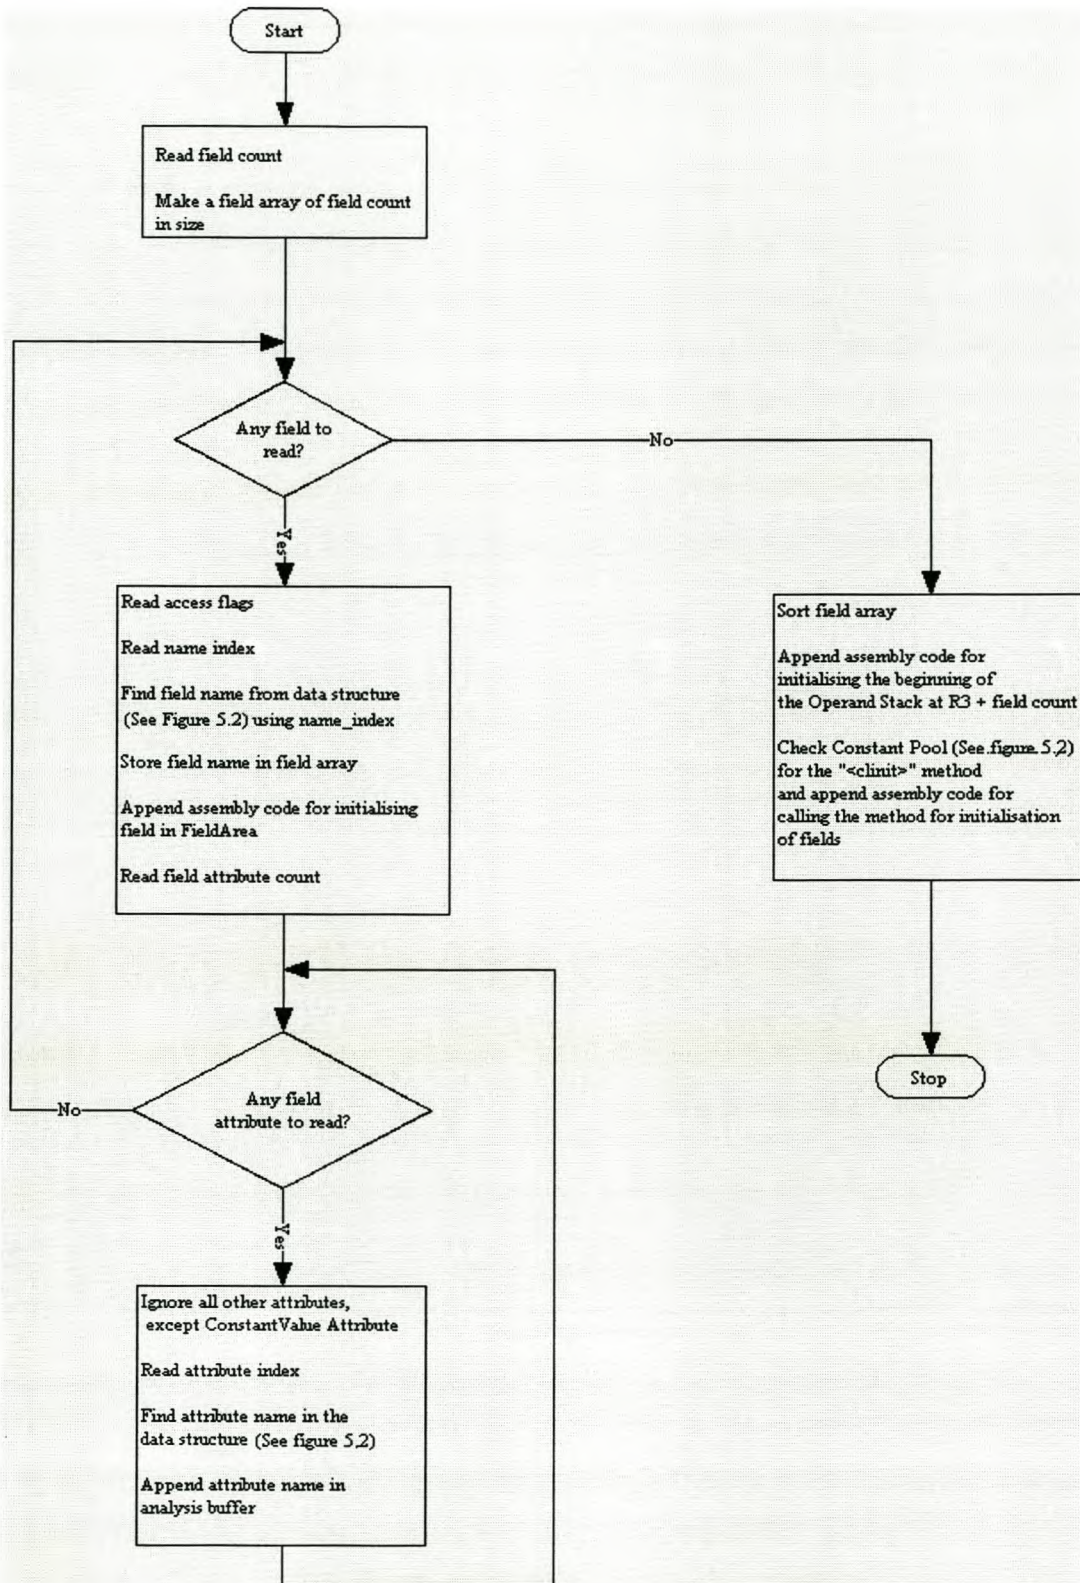 Start
Read field count
Make a field array of field count
in size
Any field to
read?
No
Yes
Read access flags
Read name index
Find field name from data structure
(See Figure 5.2) using name_index
Store field name in field array
Append assembly code for initialising
field in FieldArea
Read field attribute count
Sort field array
Append assembly code for
initialising the beginning of
the Operand Stack at R3 + field count
Check Constant Pool (See.figure.5.2)
for the "<clinit>" method
and append assembly code for
calling the method for initialisation
of fields
Stop
Any field
attribute to read?
No
Yes
Ignore all other attributes,
except ConstantValue Attribute
Read attribute index
Find attribute name in the
data structure (See figure 5.2)
Append attribute name in
analysis buffer